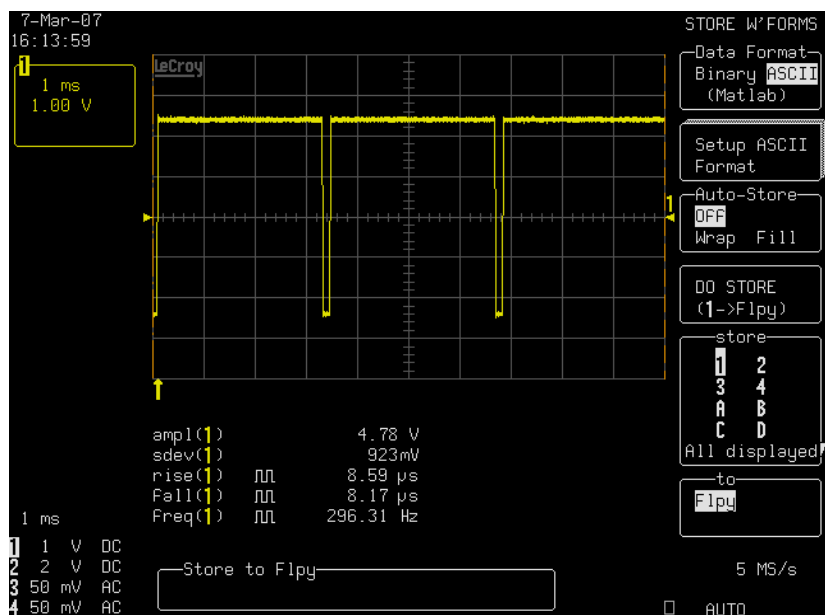 7-Mar-07
16:13:59
1
1 ms
1.00 V
LeCroy
1
ampl(1) 4.78 V
sdev(1) 923mV
rise(1) 8.59 µs
Fall(1) 8.17 µs
Freq(1) 296.31 Hz
1 ms
1 1 V DC
2 2 V DC
3 50 mV AC
4 50 mV AC
Store to Flpy
STORE W'FORMS
Data Format
Binary ASCII
(Matlab)
Setup ASCII
Format
Auto-Store
OFF
Wrap Fill
DO STORE
(1->Flpy)
store
1 2
3 4
A B
C D
All displayed
to
Flpy
5 MS/s
AUTO